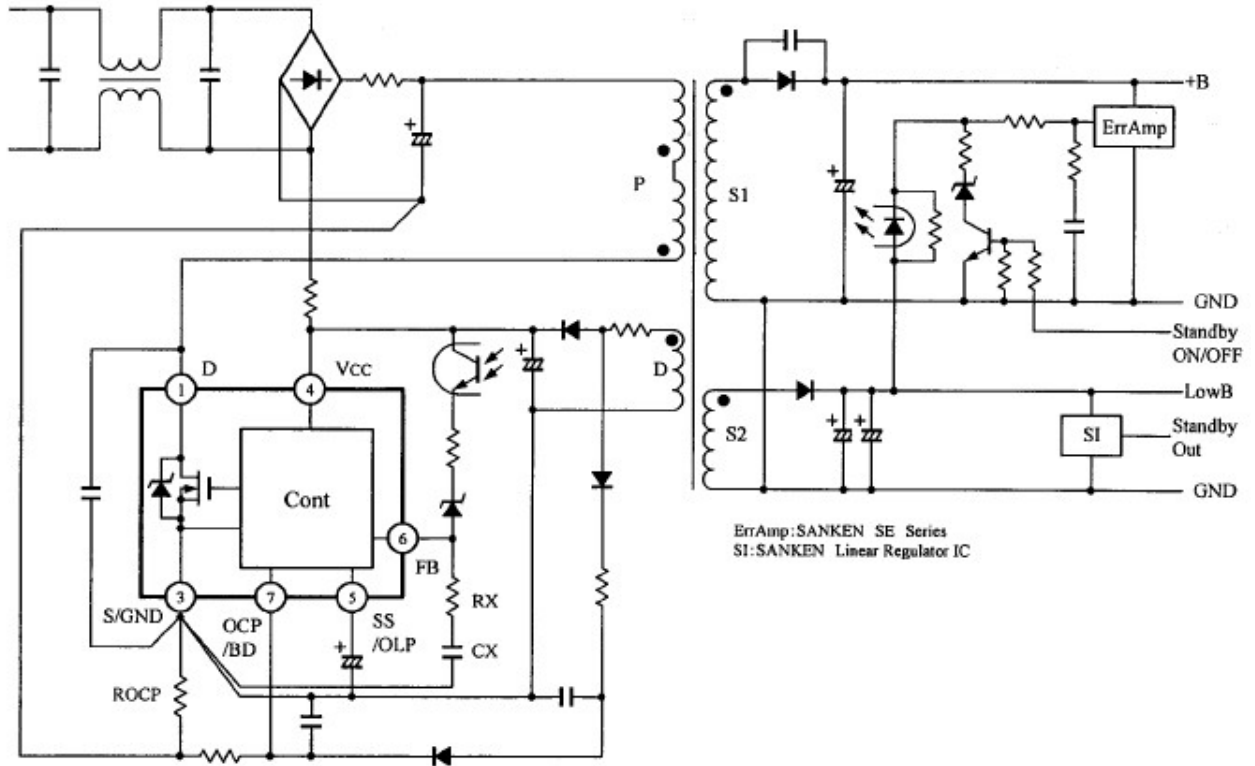 +B
ErrAmp
P
S1
GND
Standby
ON/OFF
D
VCC
D
LowB
1
4
S2
SI
Standby
Out
Cont
GND
6
FB
ErrAmp:SANKEN SE Series
SI:SANKEN Linear Regulator IC
3
7
5
RX
S/GND
OCP
/BD
SS
/OLP
CX
ROCP
+
+
+
+
+
+